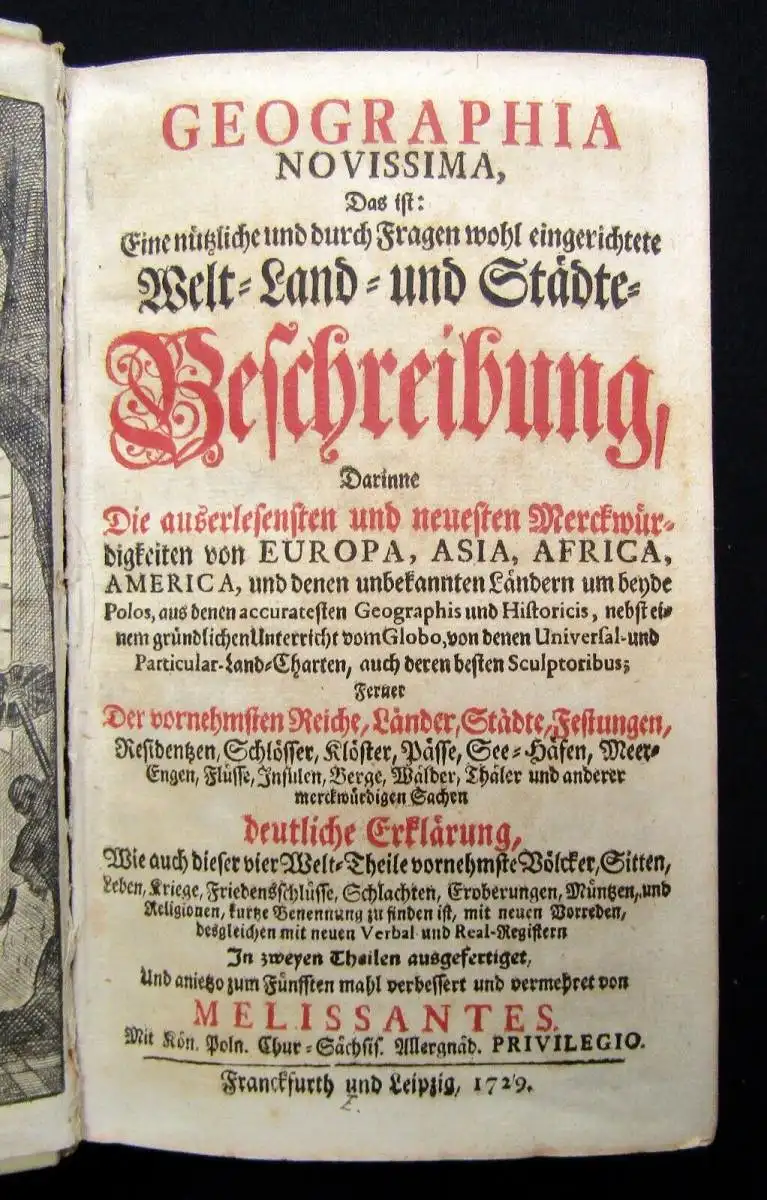 GEOGRAPHIA
NOVISSIMA,
Das ist:
Eine nützliche und durch Fragen wohl eingerichtete
Welt-Land-und Städte-
Beschreibung,
Darinne
Die auserlesensten und neuesten Merckwür-
digkeiten von EUROPA, ASIA, AFRICA,
AMERICA, und denen unbekannten Ländern um beyde
Polos, aus denen accuratesten Geographis und Historicis, nebst ei-
nem gründlichen Unterricht vom Globo, von denen Universal-und
Particular-Land-Charten, auch deren besten Sculptoribus;
Ferner
Der vornehmsten Reiche, Länder, Städte, Festungen,
Residentzen, Schlösser, Klöster, Pässe, See-Häfen, Meer-
Engen, Flüsse, Insulen, Berge, Wälder, Thäler und anderer
merckwürdigen Sachen
deutliche Erklärung,
Wie auch dieser vier Welt-Theile vornehmste Völcker, Sitten,
Leben, Kriege, Friedensschlüsse, Schlachten, Eroberungen, Müntzen, und
Religionen, kurtze Benennung zu finden ist, mit neuen Vorreden,
desgleichen mit neuen Verbal und Real-Registern
In zweyen Theilen ausgefertiget,
Und anietzo zum Fünfften mahl verbessert und vermehret von
MELISSANTES.
Mit Kön. Poln. Chur-Sächsis. Allergnäd. PRIVILEGIO.
Franckfurth und Leipzig, 1729.